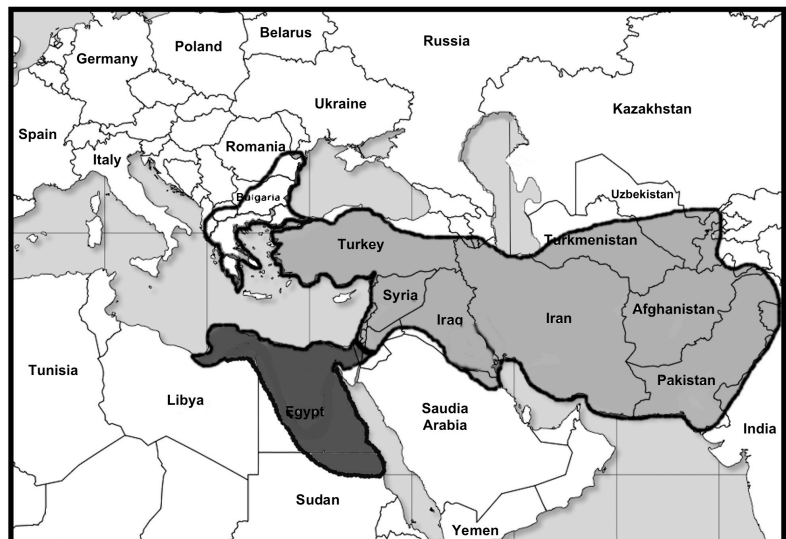 Belarus
Russia
Poland
Germany
Ukraine
Kazakhstan
Spain
Romania
Italy
Uzbekistan
Bulgaria
Turkey
Turkmenistan
Syria
Iraq
Iran
Afghanistan
Tunisia
Pakistan
Libya
Egypt
Saudia
Arabia
India
Sudan
Yemen